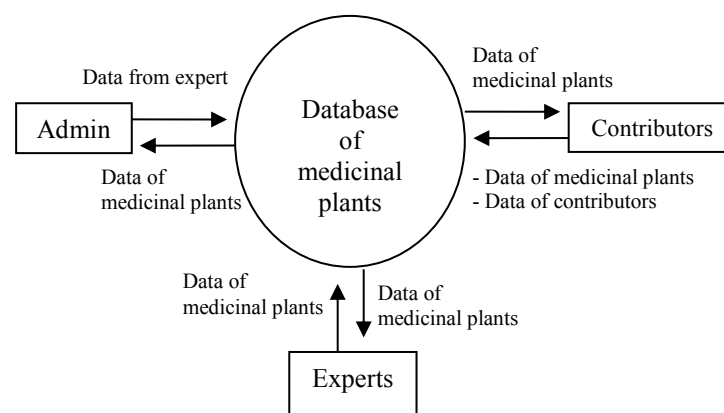 Data from expert
Admin
Data of
medicinal plants
Database
of
medicinal
plants
Data of
medicinal plants
Contributors
- Data of medicinal plants
- Data of contributors
Data of
medicinal plants
Data of
medicinal plants
Experts